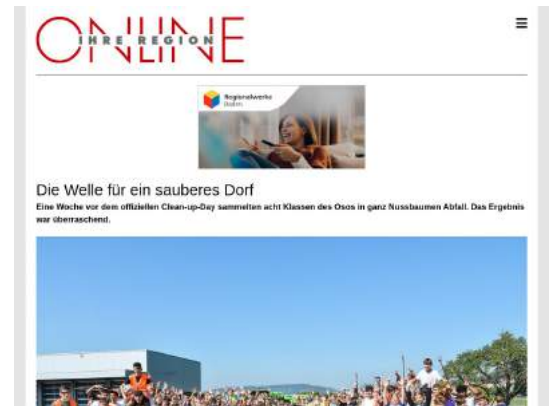 ONLINE
IHRE REGION
Regionalwerke
Baden
Die Welle für ein sauberes Dorf
Eine Woche vor dem offiziellen Clean-up-Day sammelten acht Klassen des Osos in ganz Nussbaumen Abfall. Das Ergebnis
war überraschend.